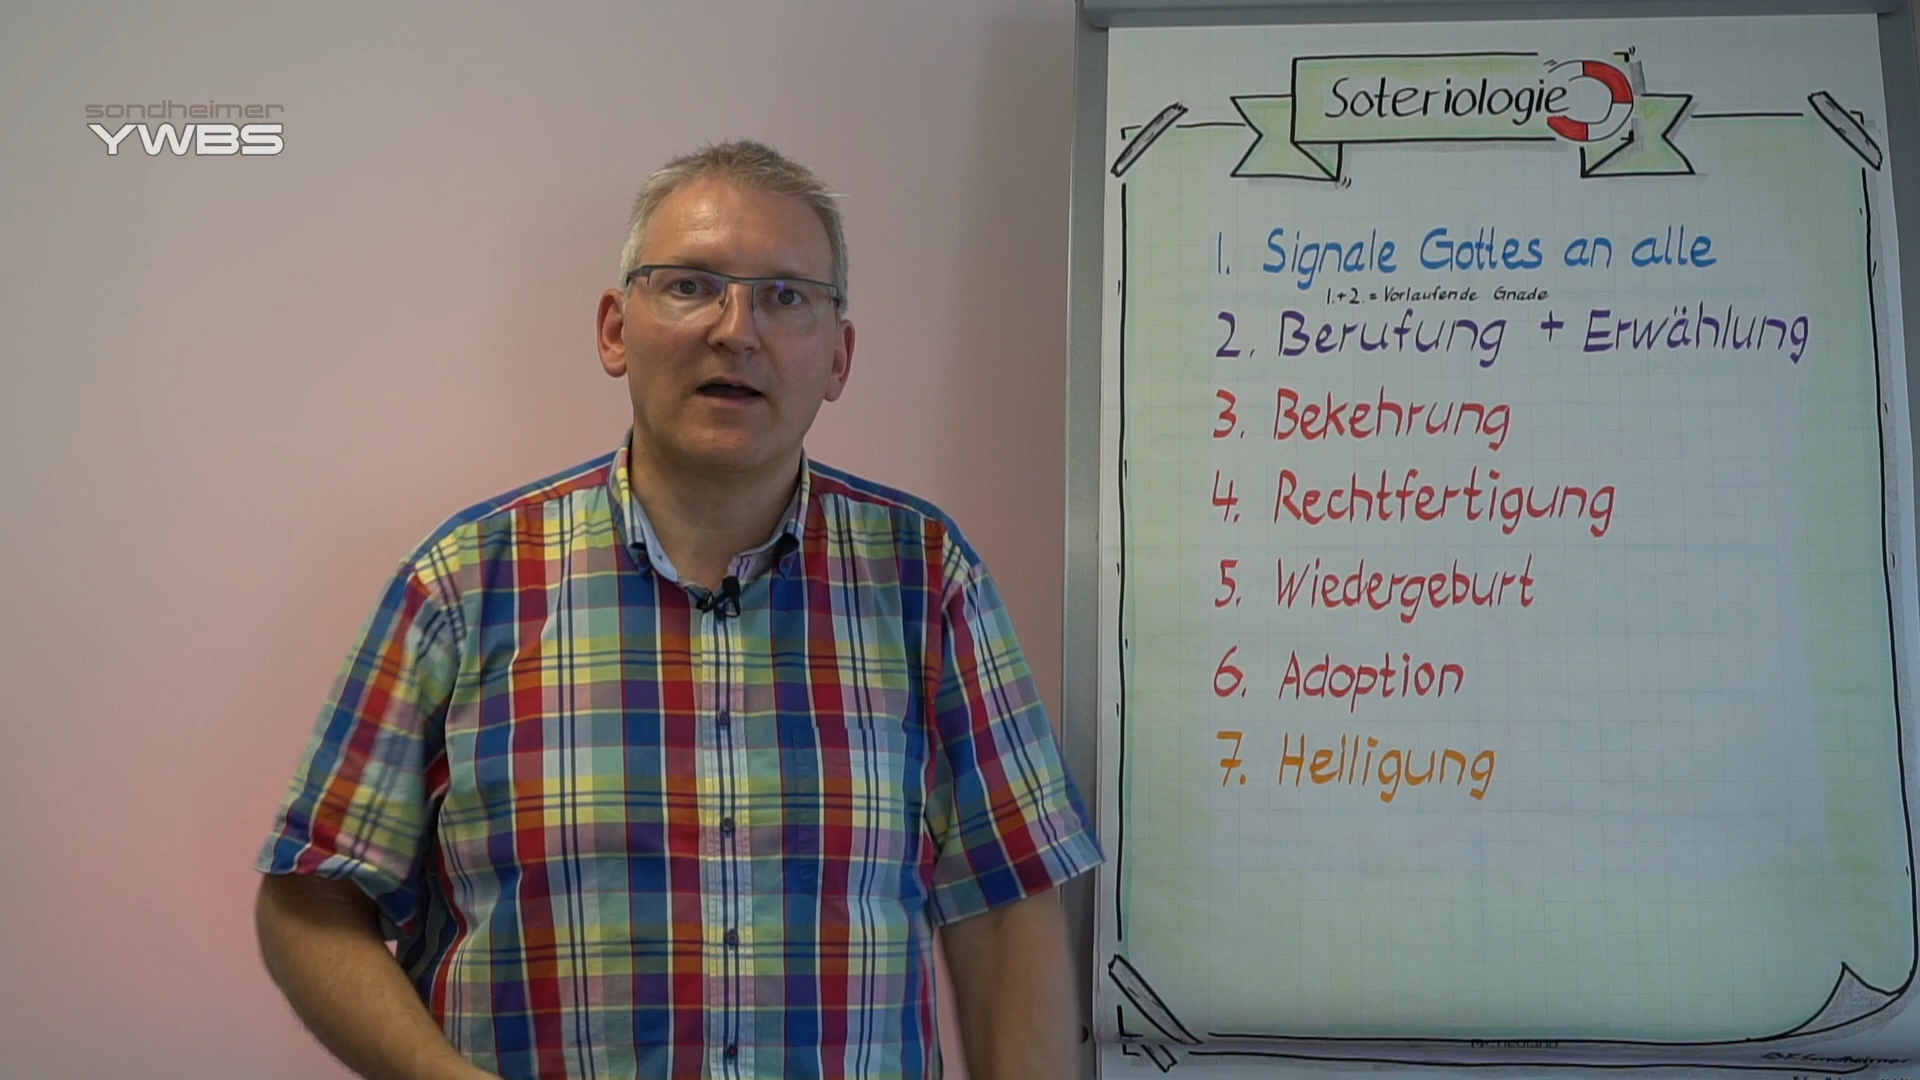 sondheimer
YWBS
Soteriologie
1. Signale Gottes an alle
1.+2. = Vorlaufende Gnade
2. Berufung + Erwählung
3. Bekehrung
4. Rechtfertigung
5. Wiedergeburt
6. Adoption
7. Heiligung